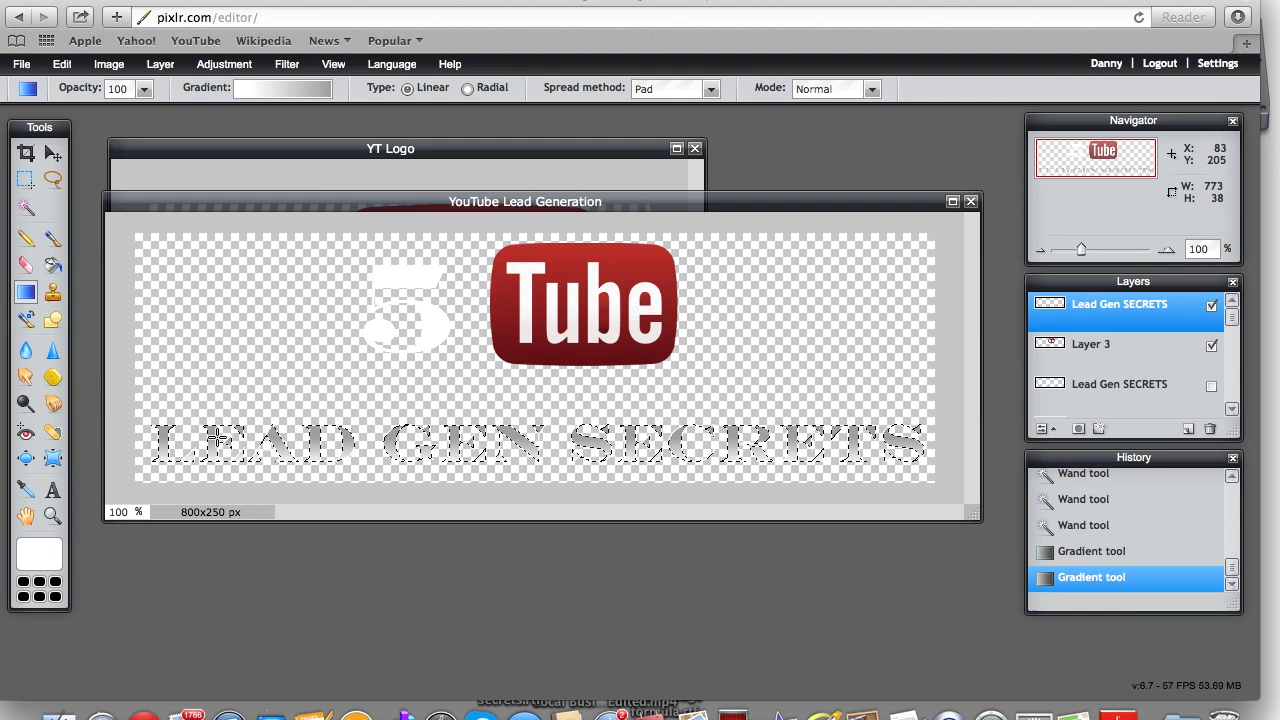 pixlr.com/editor/
Reader
Apple Yahoo! YouTube Wikipedia News Popular
File Edit Image Layer Adjustment Filter View Language Help
Danny | Logout | Settings
Opacity: 100 Gradient: Type: Linear Radial Spread method: Pad Mode: Normal
Tools
YT Logo
YouTube Lead Generation
5 Tube
LEAD GEN SECRETS
100 % 800x250 px
Navigator
Tube
X: 83
Y: 205
W: 773
H: 38
100 %
Layers
Lead Gen SECRETS
Layer 3
Lead Gen SECRETS
History
Wand tool
Wand tool
Wand tool
Gradient tool
Gradient tool
v:6.7 - 57 FPS 53.69 MB
1786
2